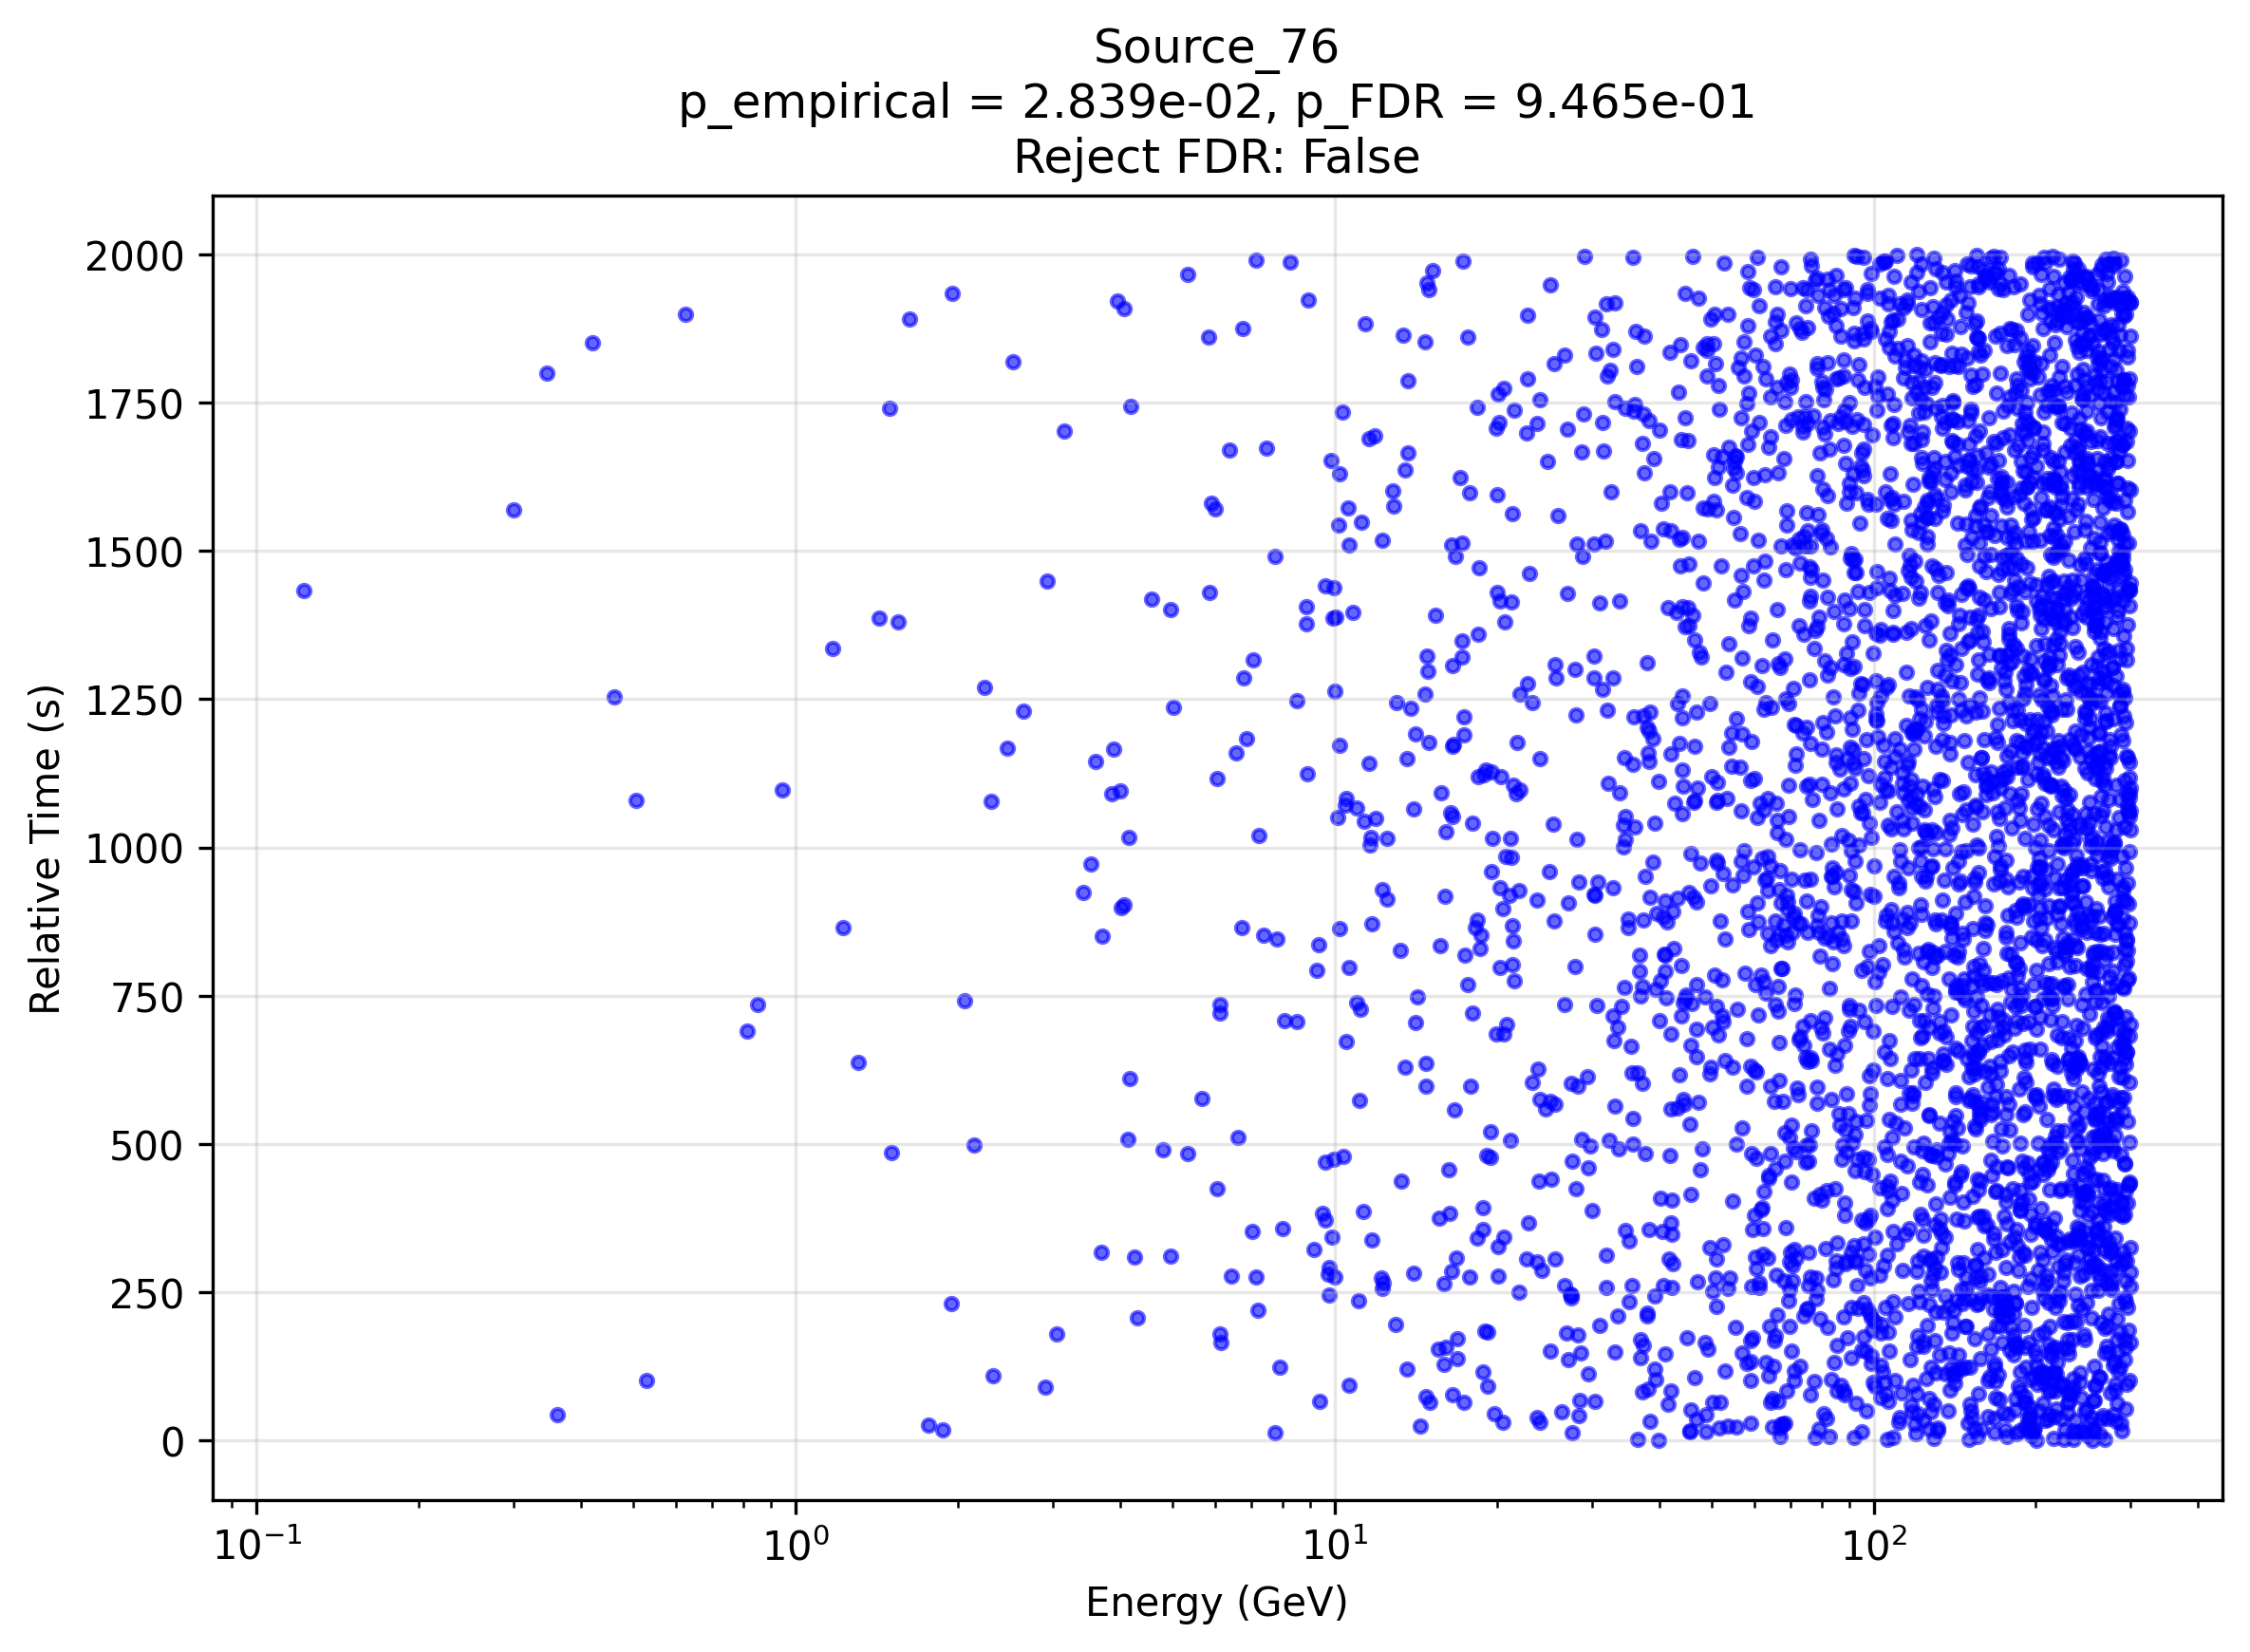 Source_76
p_empirical = 2.839e-02, p_FDR = 9.465e-01
Reject FDR: False
Relative Time (s)
2000
1750
1500
1250
1000
750
500
250
0
10⁻¹ 10⁰ 10¹ 10²
Energy (GeV)